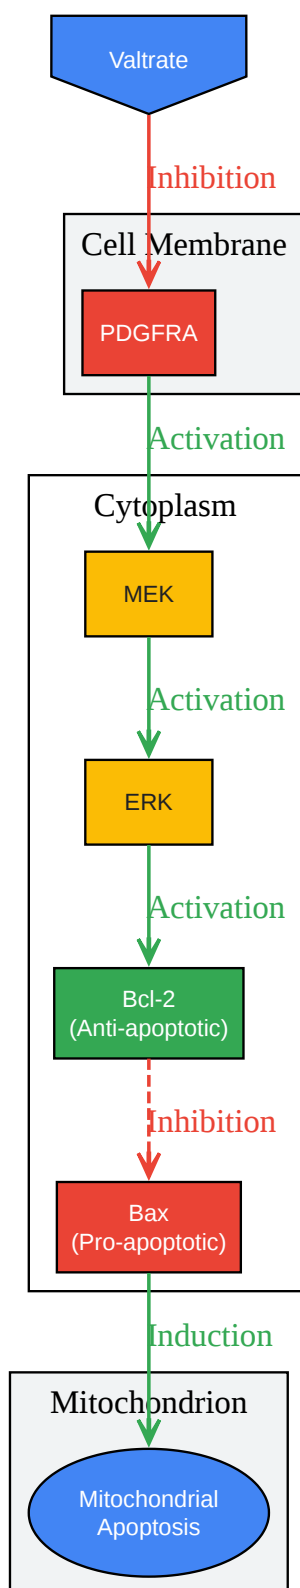 Valtrate
Inhibition
Cell Membrane
PDGFRA
Activation
Cytoplasm
MEK
Activation
ERK
Activation
Bcl-2
(Anti-apoptotic)
Inhibition
Bax
(Pro-apoptotic)
Induction
Mitochondrion
Mitochondrial
Apoptosis